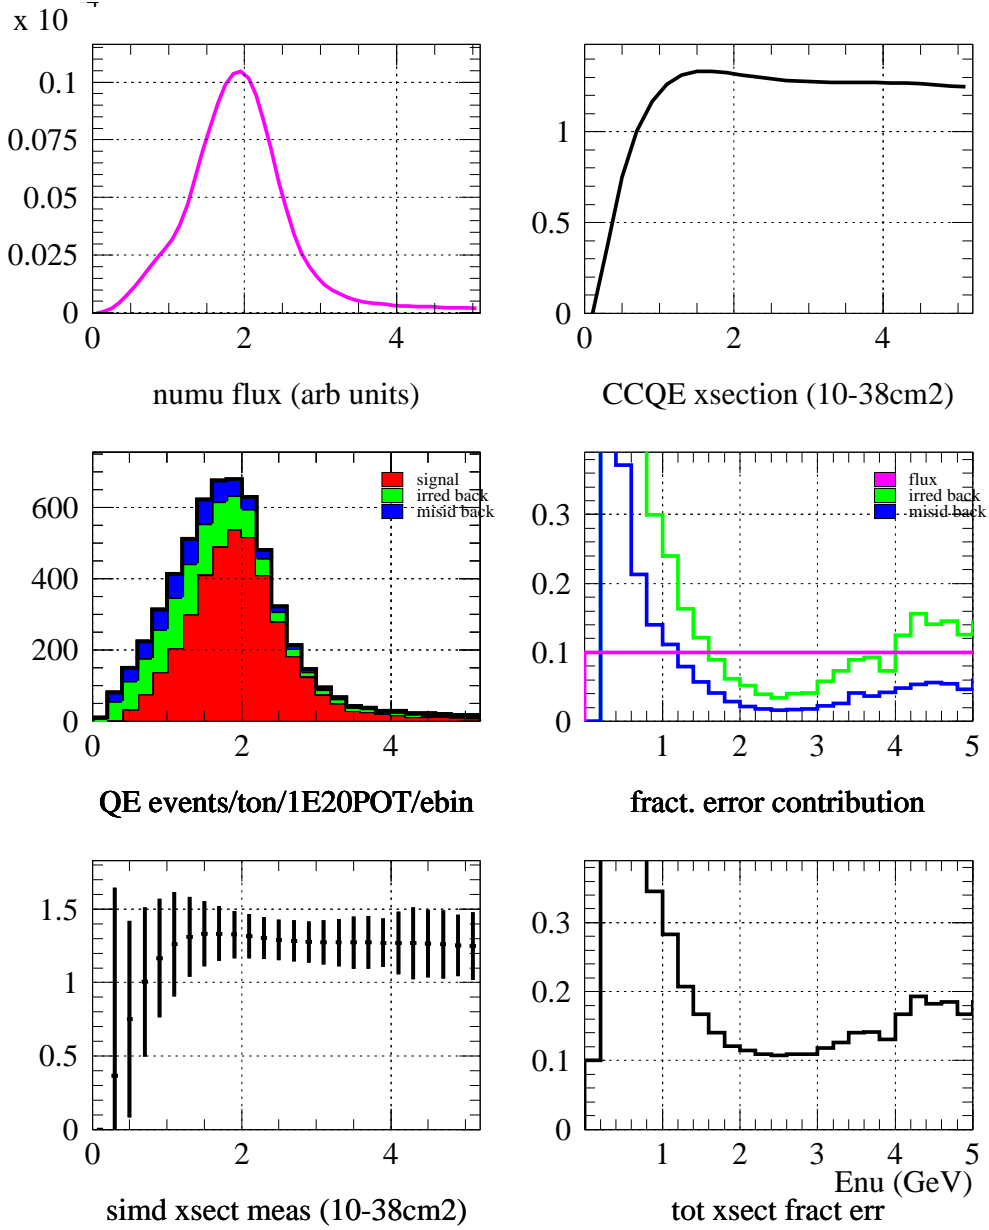 x 10
-4
0.1
0.075
0.05
0.025
0
0 2 4
numu flux (arb units)
1
0.5
0
0 2 4
CCQE xsection (10-38cm2)
600
400
200
0
signal
irred back
misid back
0 2 4
QE events/ton/1E20POT/ebin
0.3
0.2
0.1
0
flux
irred back
misid back
1 2 3 4 5
fract. error contribution
1.5
1
0.5
0
0 2 4
simd xsect meas (10-38cm2)
0.3
0.2
0.1
0
1 2 3 4 5
Enu (GeV)
tot xsect fract err